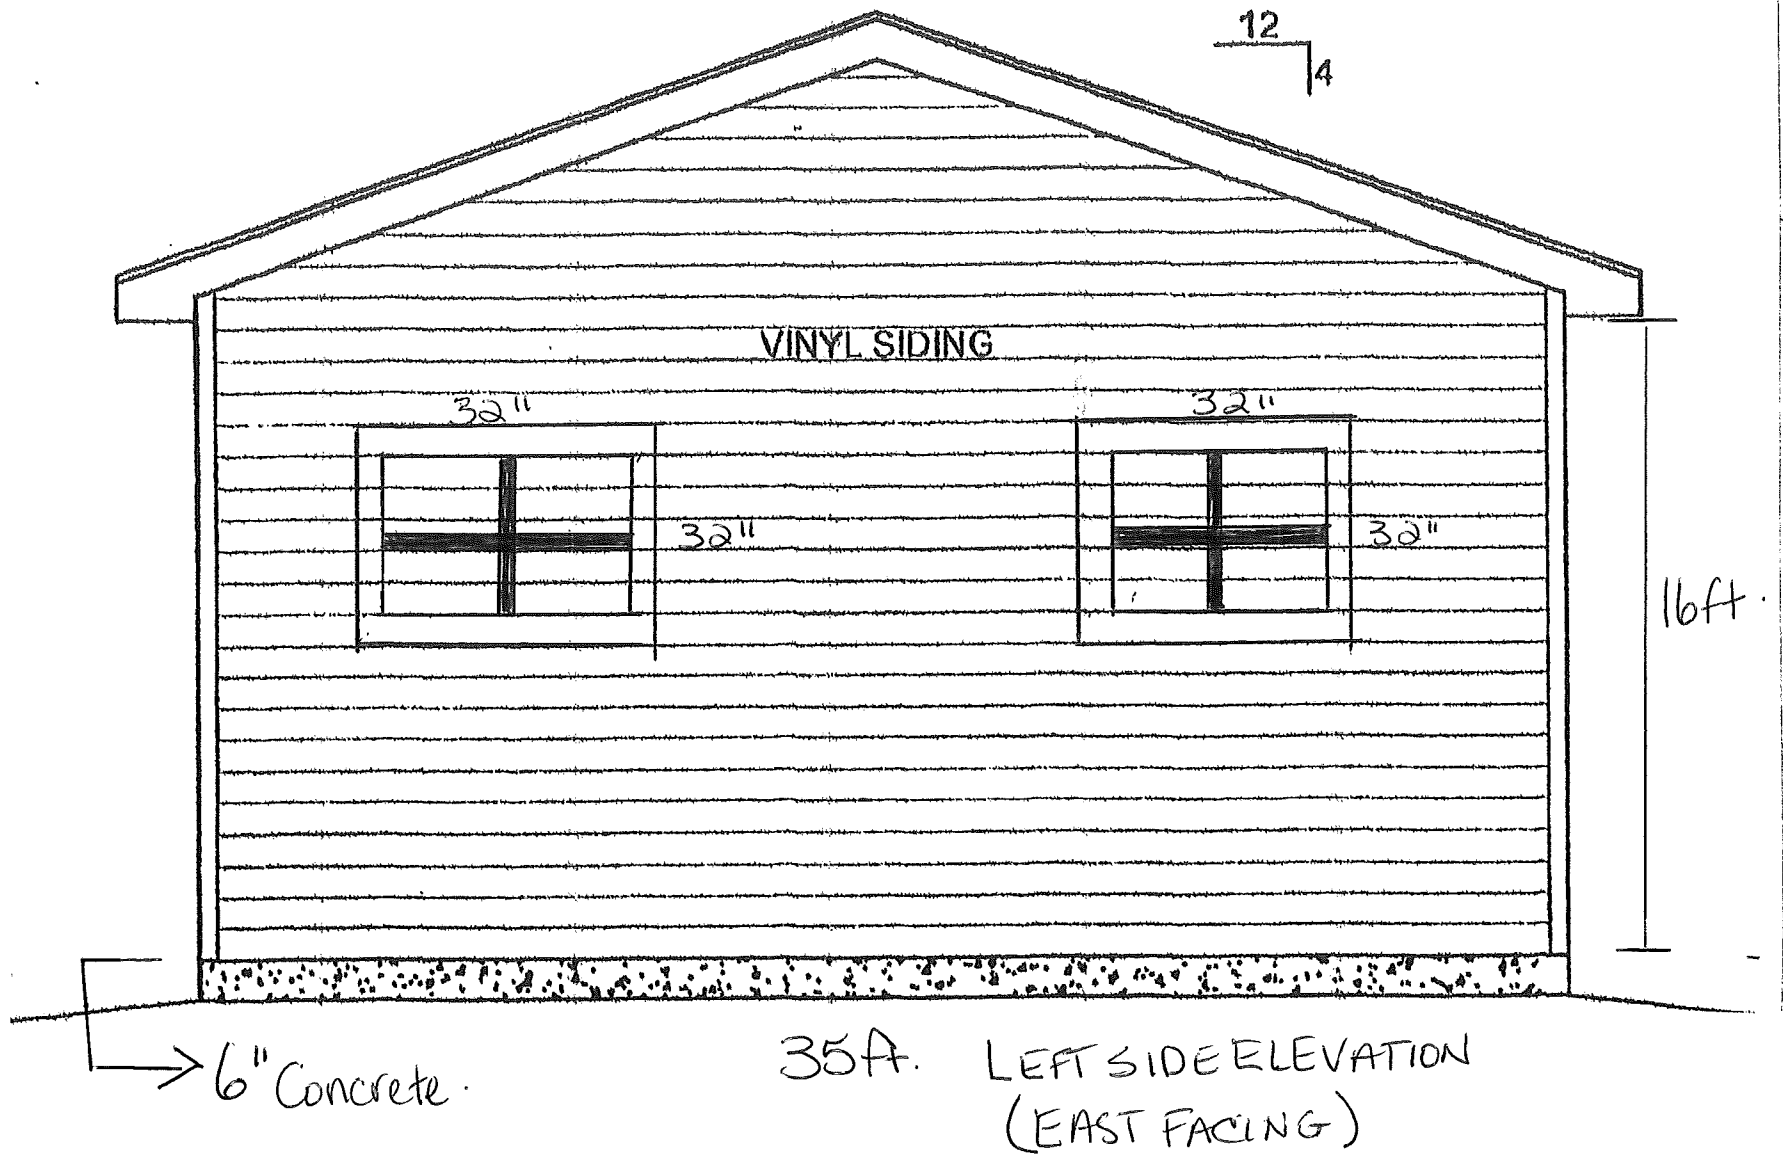 12
4
VINYL SIDING
32"
32"
32"
32"
16ft.
6" Concrete.
35ft. LEFT SIDE ELEVATION
(EAST FACING)